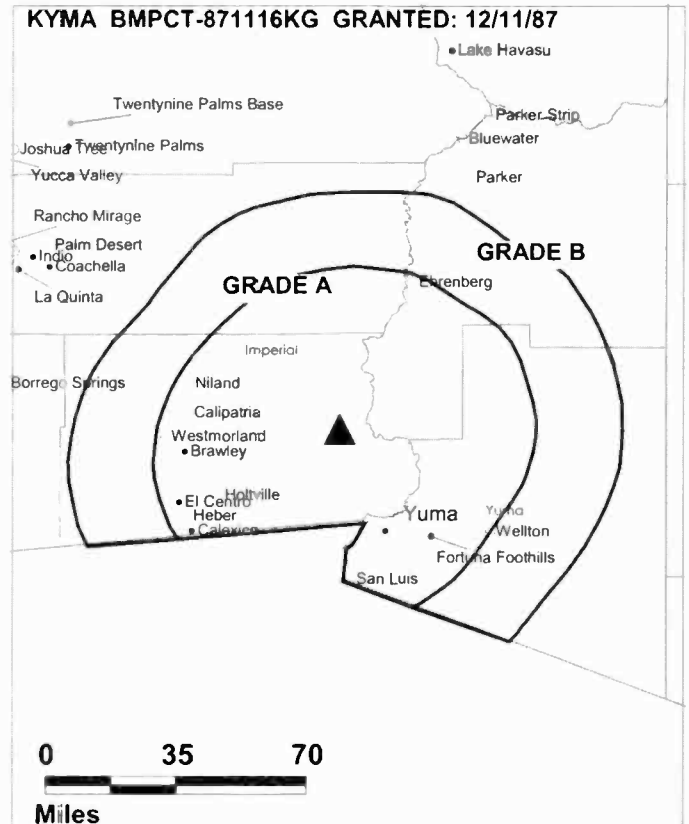 KYMA BMPCT-871116KG GRANTED: 12/11/87
Lake Havasu
Twentynine Palms Base
Parker Strip
Bluewater
Joshua Tree
Twentynine Palms
Yucca Valley
Parker
Rancho Mirage
Palm Desert
Indio
Coachella
La Quinta
GRADE B
GRADE A
Ehrenberg
Imperial
Borrego Springs
Niland
Calipatria
Westmorland
Brawley
El Centro
Holtville
Heber
Calexico
Yuma
Yuma
Wellton
Fortuna Foothills
San Luis
0 35 70
Miles